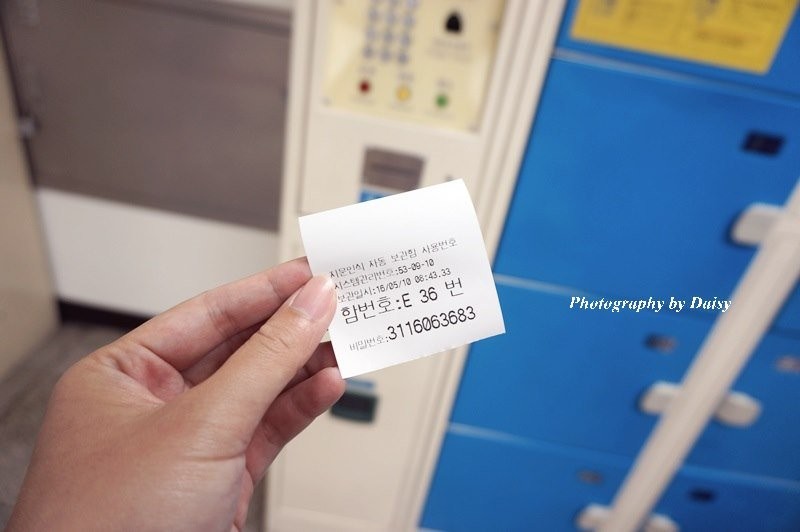 지문인식 자동 보관함 사용번호
시스템관리번호:53-09-10
보관일시:16/05/10 08:43.33
함번호:E 36 번
비밀번호:3116063683
Photography by Daisy